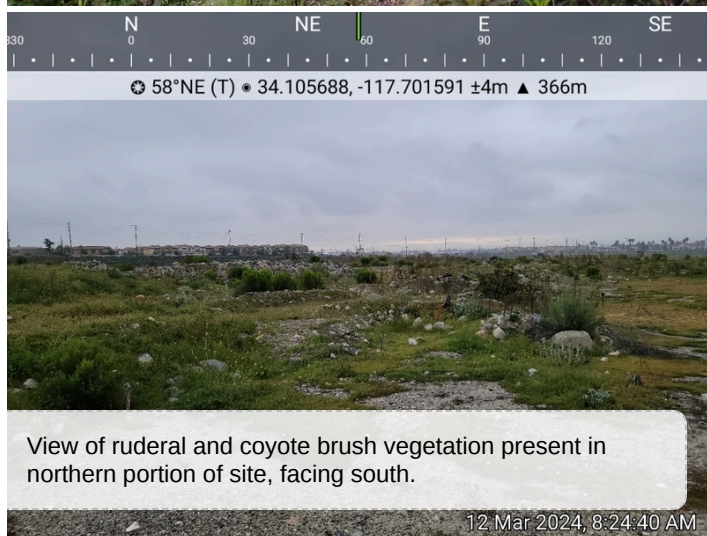 N NE E SE
330 0 30 60 90 120
58°NE (T) ◉ 34.105688, -117.701591 ±4m ▲ 366m
View of ruderal and coyote brush vegetation present in
northern portion of site, facing south.
12 Mar 2024, 8:24:40 AM